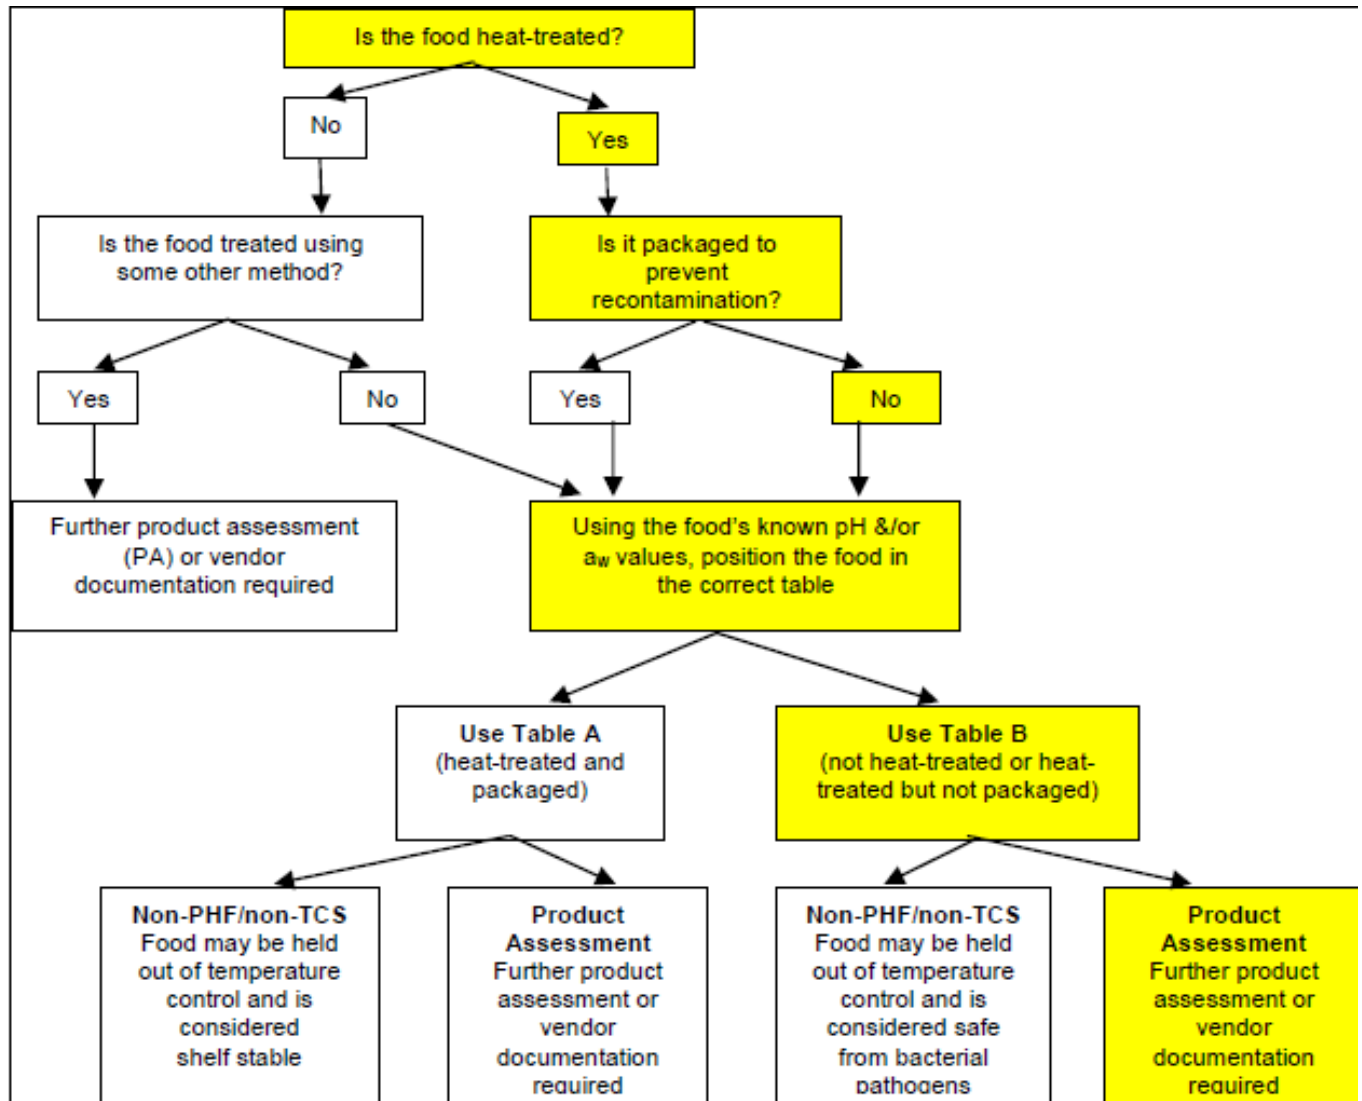 Is the food heat-treated?
No
Yes
Is the food treated using
some other method?
Is it packaged to
prevent
recontamination?
Yes
No
Yes
No
Further product assessment
(PA) or vendor
documentation required
Using the food's known pH &/or
aw values, position the food in
the correct table
Use Table A
(heat-treated and
packaged)
Use Table B
(not heat-treated or heat-
treated but not packaged)
Non-PHF/non-TCS
Food may be held
out of temperature
control and is
considered
shelf stable
Product
Assessment
Further product
assessment or
vendor
documentation
required
Non-PHF/non-TCS
Food may be held
out of temperature
control and is
considered safe
from bacterial
pathogens
Product
Assessment
Further product
assessment or
vendor
documentation
required